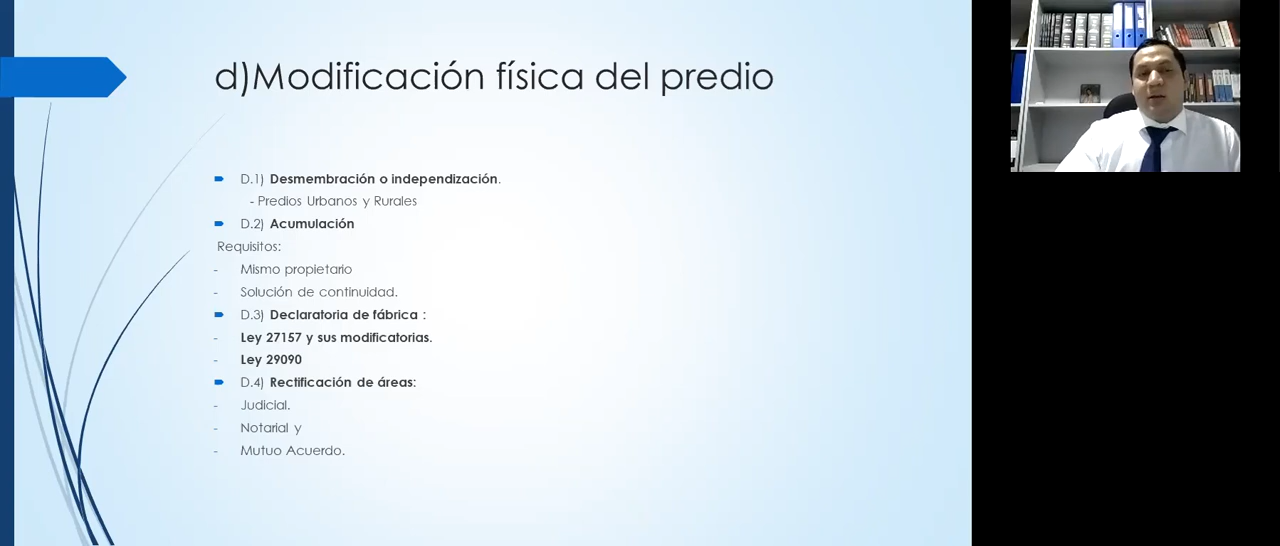 d)Modificación física del predio
D.1) Desmembración o independización.
- Predios Urbanos y Rurales
D.2) Acumulación
Requisitos:
- Mismo propietario
- Solución de continuidad.
D.3) Declaratoria de fábrica :
- Ley 27157 y sus modificatorias.
- Ley 29090
D.4) Rectificación de áreas:
- Judicial.
- Notarial y
- Mutuo Acuerdo.